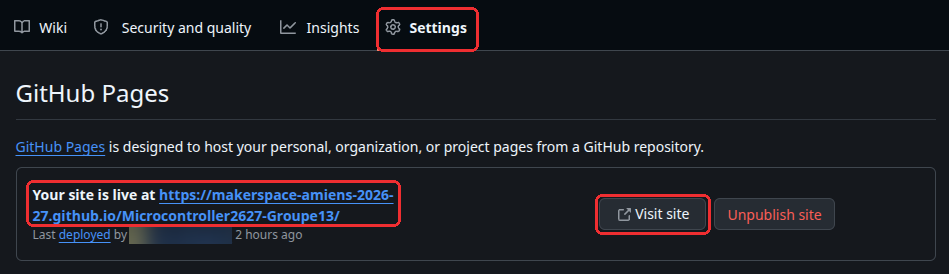 Wiki
Security and quality
Insights
Settings
GitHub Pages
GitHub Pages is designed to host your personal, organization, or project pages from a GitHub repository.
Your site is live at https://makerspace-amiens-2026-
27.github.io/Microcontroller2627-Groupe13/
Last deployed by 2 hours ago
Visit site
Unpublish site